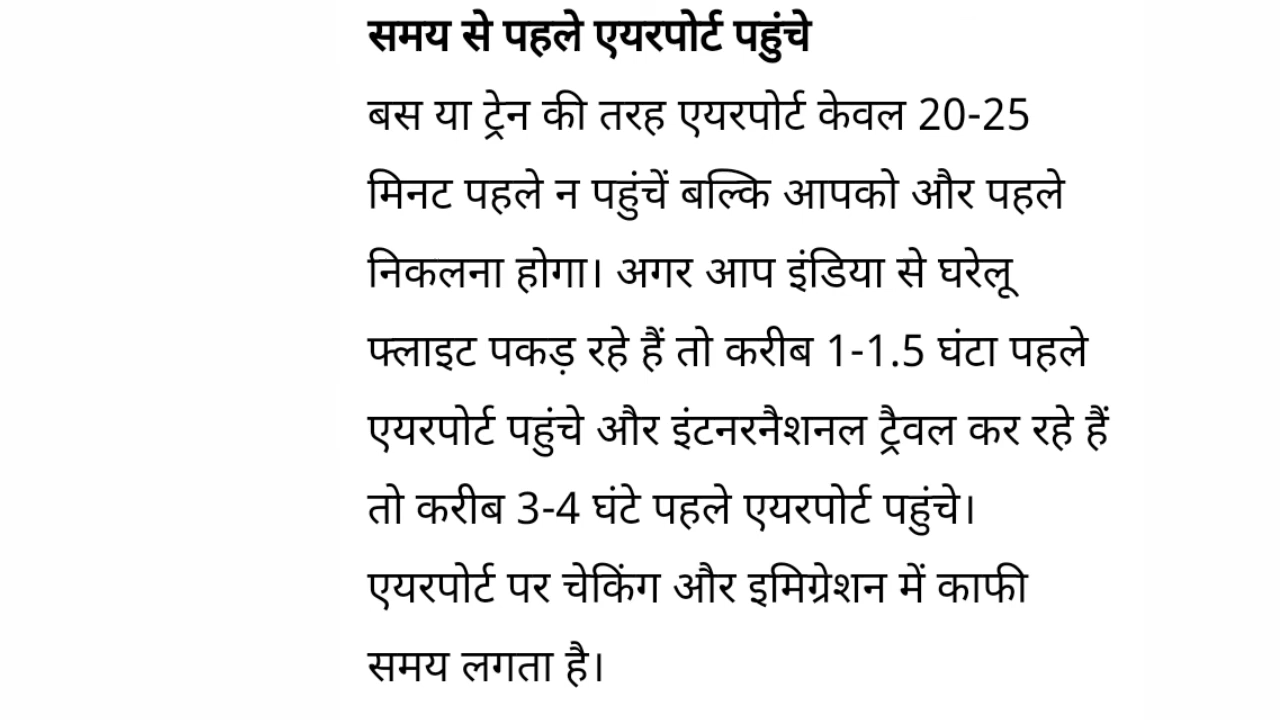 समय से पहले एयरपोर्ट पहुंचे
बस या ट्रेन की तरह एयरपोर्ट केवल 20-25
मिनट पहले न पहुंचें बल्कि आपको और पहले
निकलना होगा। अगर आप इंडिया से घरेलू
फ्लाइट पकड़ रहे हैं तो करीब 1-1.5 घंटा पहले
एयरपोर्ट पहुंचे और इंटनरनैशनल ट्रैवल कर रहे हैं
तो करीब 3-4 घंटे पहले एयरपोर्ट पहुंचे।
एयरपोर्ट पर चेकिंग और इमिग्रेशन में काफी
समय लगता है।